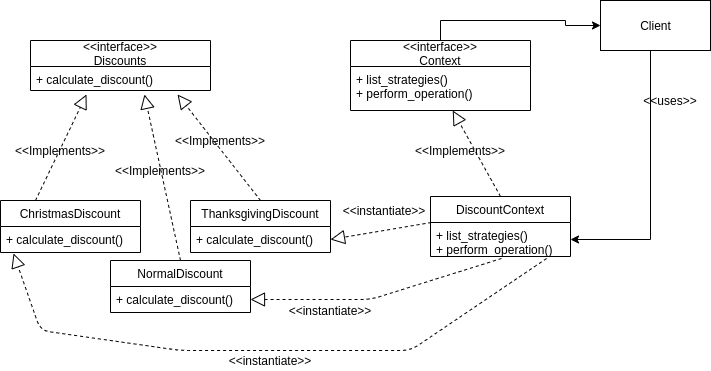 Client
<<interface>>
Discounts
+ calculate_discount()
<<interface>>
Context
+ list_strategies()
+ perform_operation()
<<uses>>
<<Implements>>
<<Implements>>
<<Implements>>
<<Implements>>
ChristmasDiscount
+ calculate_discount()
ThanksgivingDiscount
+ calculate_discount()
<<instantiate>>
DiscountContext
+ list_strategies()
+ perform_operation()
NormalDiscount
+ calculate_discount()
<<instantiate>>
<<instantiate>>